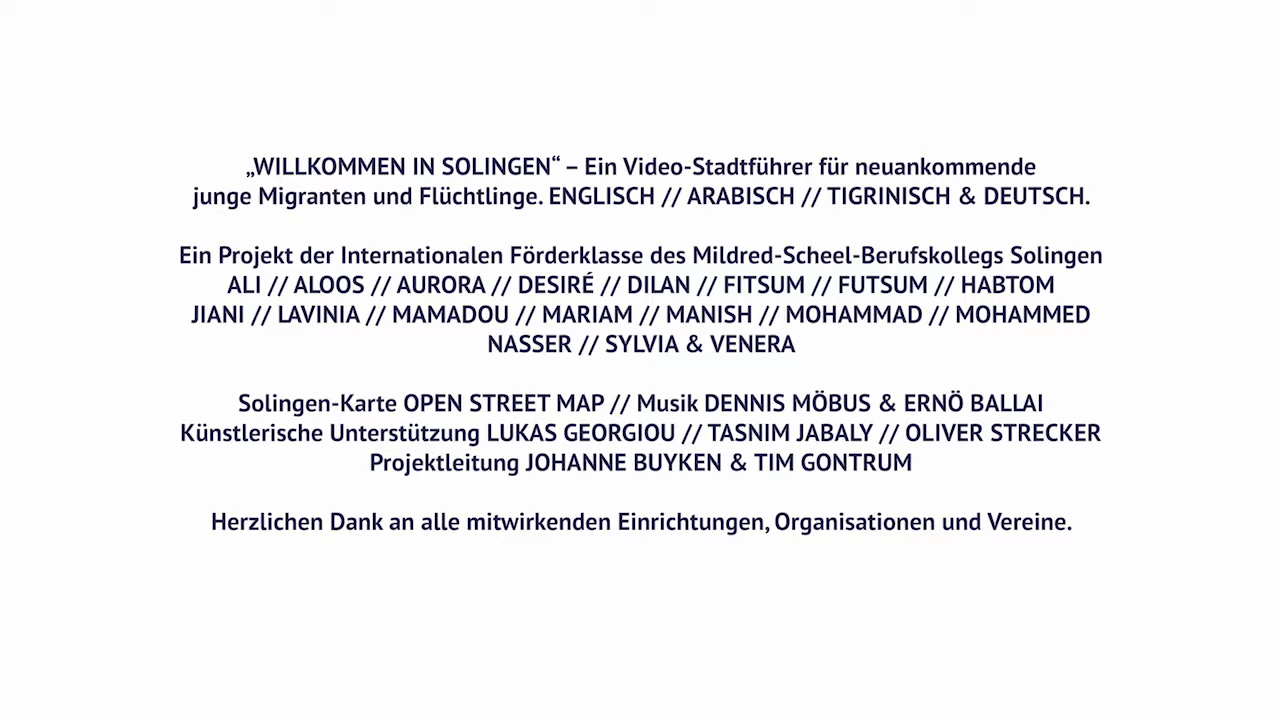 „WILLKOMMEN IN SOLINGEN“ – Ein Video-Stadtführer für neuankommende
junge Migranten und Flüchtlinge. ENGLISCH // ARABISCH // TIGRINISCH & DEUTSCH.
Ein Projekt der Internationalen Förderklasse des Mildred-Scheel-Berufskollegs Solingen
ALI // ALOOS // AURORA // DESIRÉ // DILAN // FITSUM // FUTSUM // HABTOM
JIANI // LAVINIA // MAMADOU // MARIAM // MANISH // MOHAMMAD // MOHAMMED
NASSER // SYLVIA & VENERA
Solingen-Karte OPEN STREET MAP // Musik DENNIS MÖBUS & ERNÖ BALLAI
Künstlerische Unterstützung LUKAS GEORGIOU // TASNIM JABALY // OLIVER STRECKER
Projektleitung JOHANNE BUYKEN & TIM GONTRUM
Herzlichen Dank an alle mitwirkenden Einrichtungen, Organisationen und Vereine.